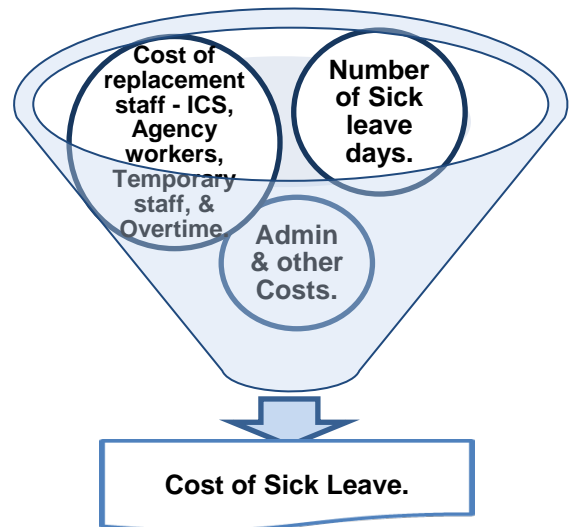 Cost of
replacement
staff - ICS,
Agency
workers,
Temporary
staff, &
Overtime.
Number
of Sick
leave
days.
Admin
& other
Costs.
Cost of Sick Leave.